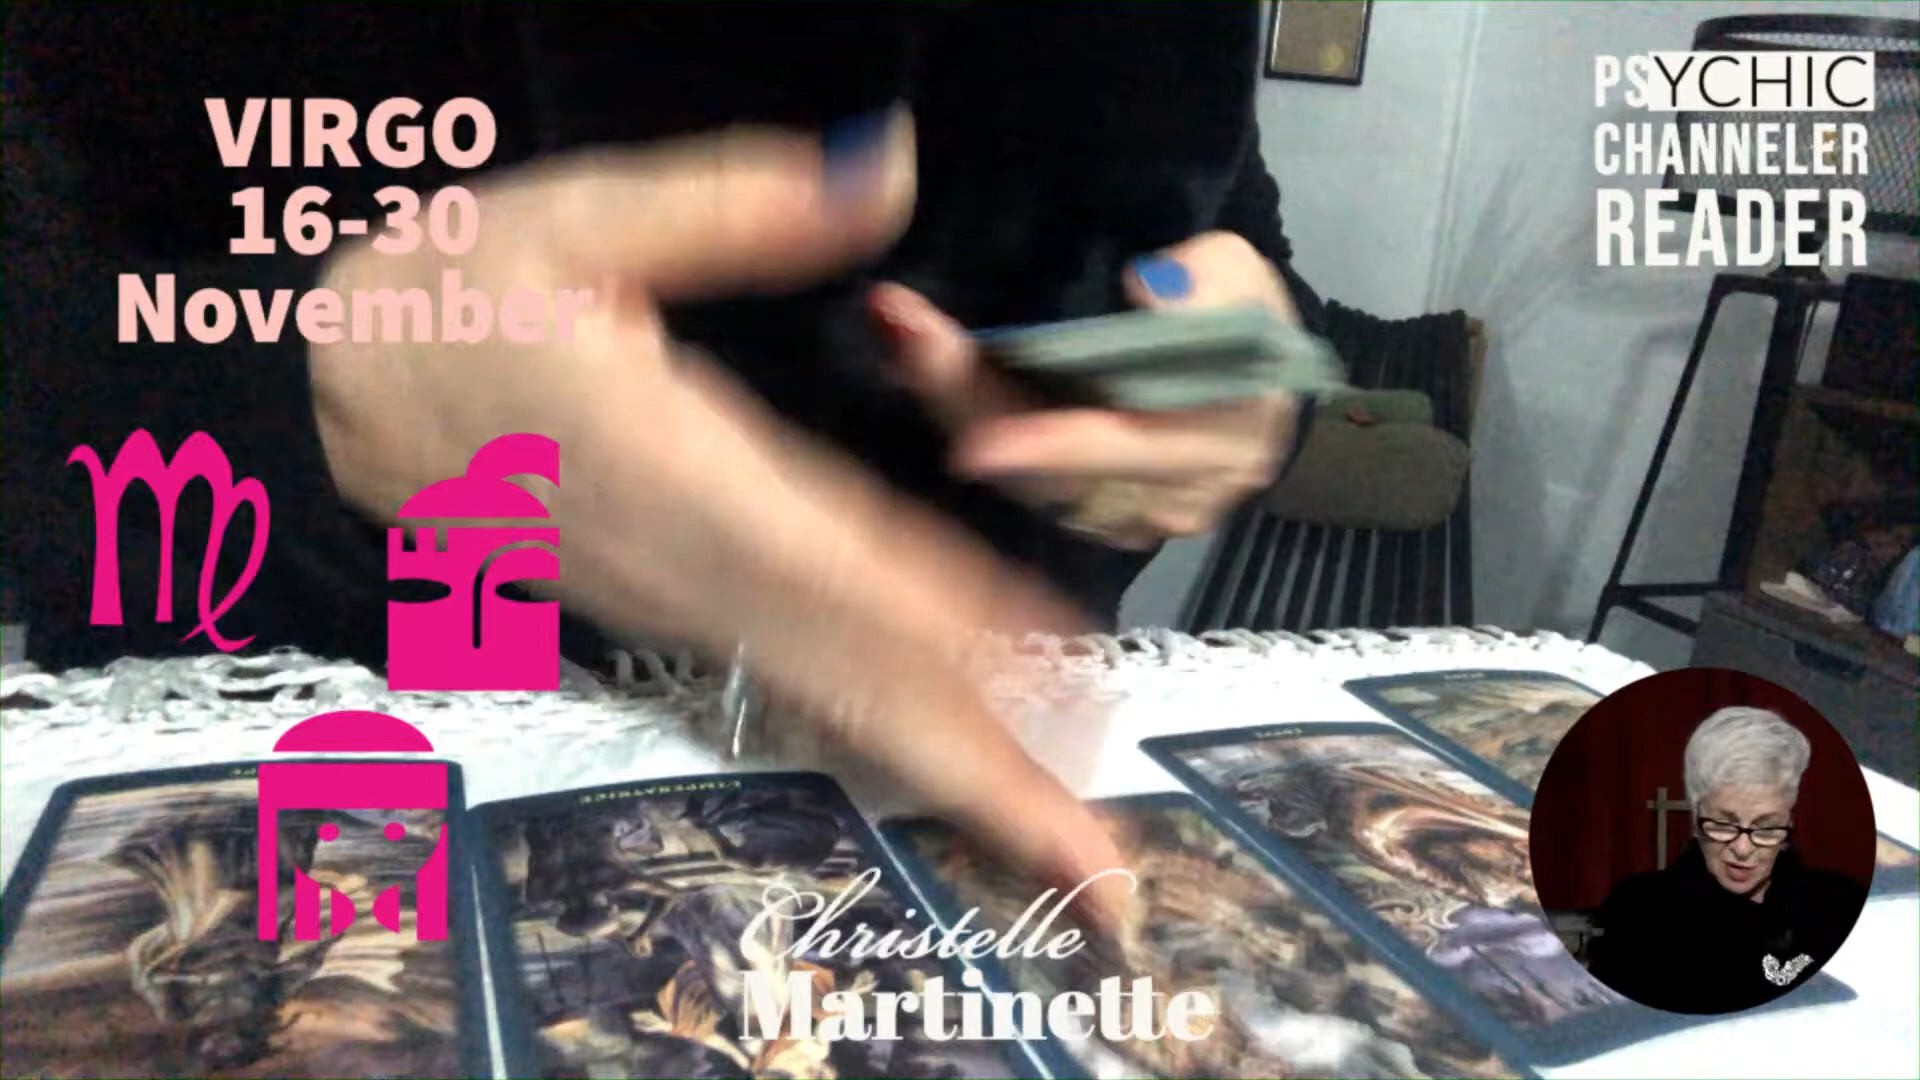 VIRGO
16-30
November
PSYCHIC
CHANNELER
READER
L'IMPERATRICE
Christelle
Martinette